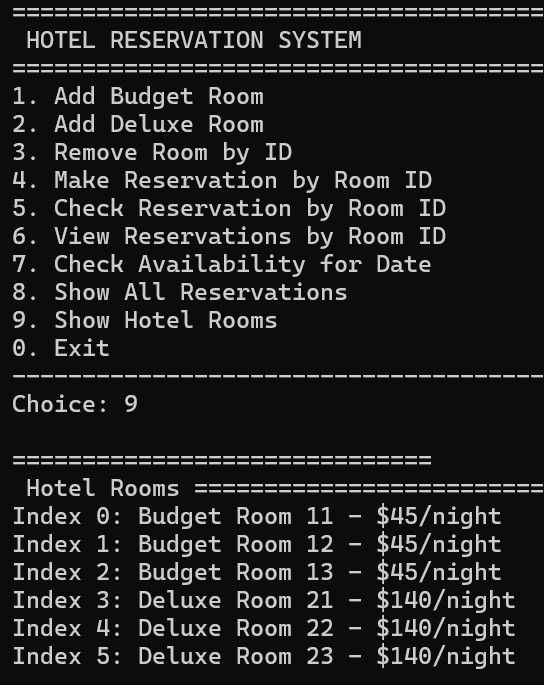 ======================================
HOTEL RESERVATION SYSTEM
======================================
1. Add Budget Room
2. Add Deluxe Room
3. Remove Room by ID
4. Make Reservation by Room ID
5. Check Reservation by Room ID
6. View Reservations by Room ID
7. Check Availability for Date
8. Show All Reservations
9. Show Hotel Rooms
0. Exit
--------------------------------------
Choice: 9
==============================
Hotel Rooms =========================
Index 0: Budget Room 11 - $45/night
Index 1: Budget Room 12 - $45/night
Index 2: Budget Room 13 - $45/night
Index 3: Deluxe Room 21 - $140/night
Index 4: Deluxe Room 22 - $140/night
Index 5: Deluxe Room 23 - $140/night